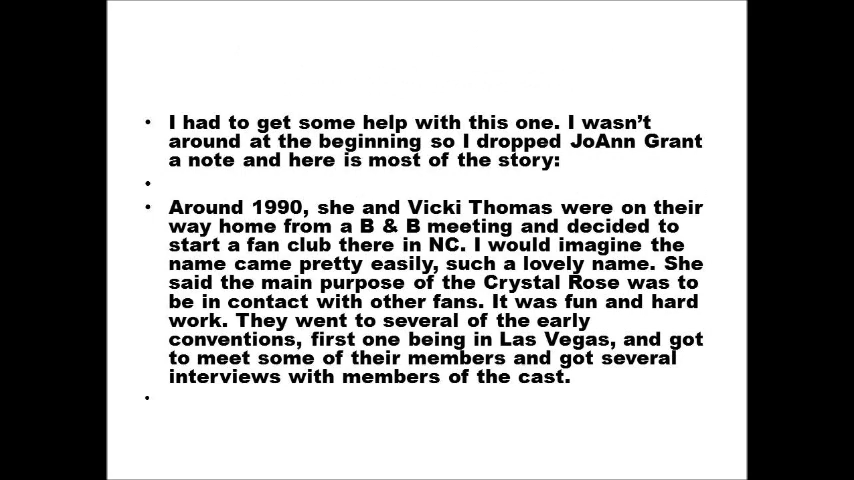 • I had to get some help with this one. I wasn’t
around at the beginning so I dropped JoAnn Grant
a note and here is most of the story:
•
• Around 1990, she and Vicki Thomas were on their
way home from a B & B meeting and decided to
start a fan club there in NC. I would imagine the
name came pretty easily, such a lovely name. She
said the main purpose of the Crystal Rose was to
be in contact with other fans. It was fun and hard
work. They went to several of the early
conventions, first one being in Las Vegas, and got
to meet some of their members and got several
interviews with members of the cast.
•